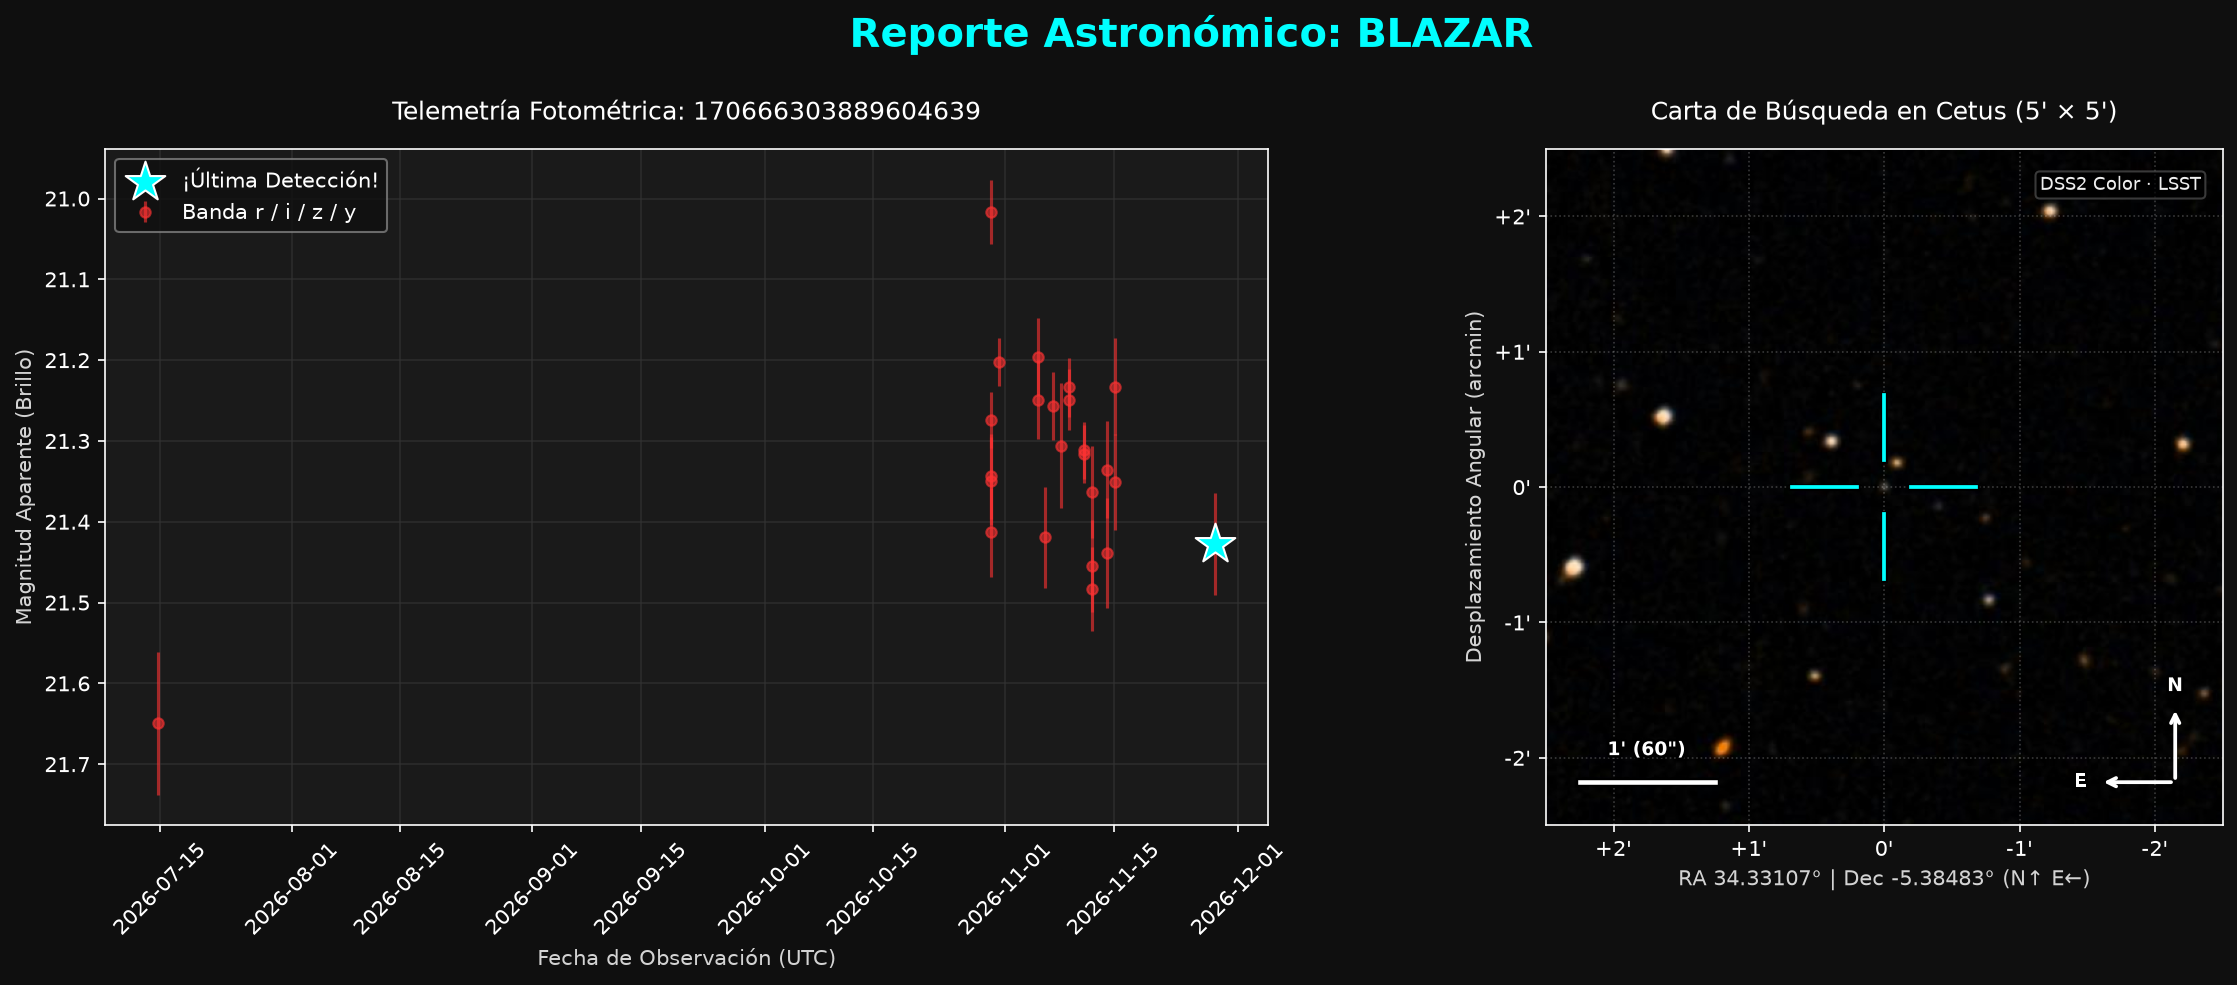 Reporte Astronómico: BLAZAR
Telemetría Fotométrica: 170666303889604639
¡Última Detección!
Banda r / i / z / y
Magnitud Aparente (Brillo)
21.0
21.1
21.2
21.3
21.4
21.5
21.6
21.7
2026-07-15
2026-08-01
2026-08-15
2026-09-01
2026-09-15
2026-10-01
2026-10-15
2026-11-01
2026-11-15
2026-12-01
Fecha de Observación (UTC)
Carta de Búsqueda en Cetus (5' × 5')
DSS2 Color · LSST
Desplazamiento Angular (arcmin)
+2'
+1'
0'
-1'
-2'
N
E
1' (60")
+2'
+1'
0'
-1'
-2'
RA 34.33107° | Dec -5.38483° (N↑ E←)